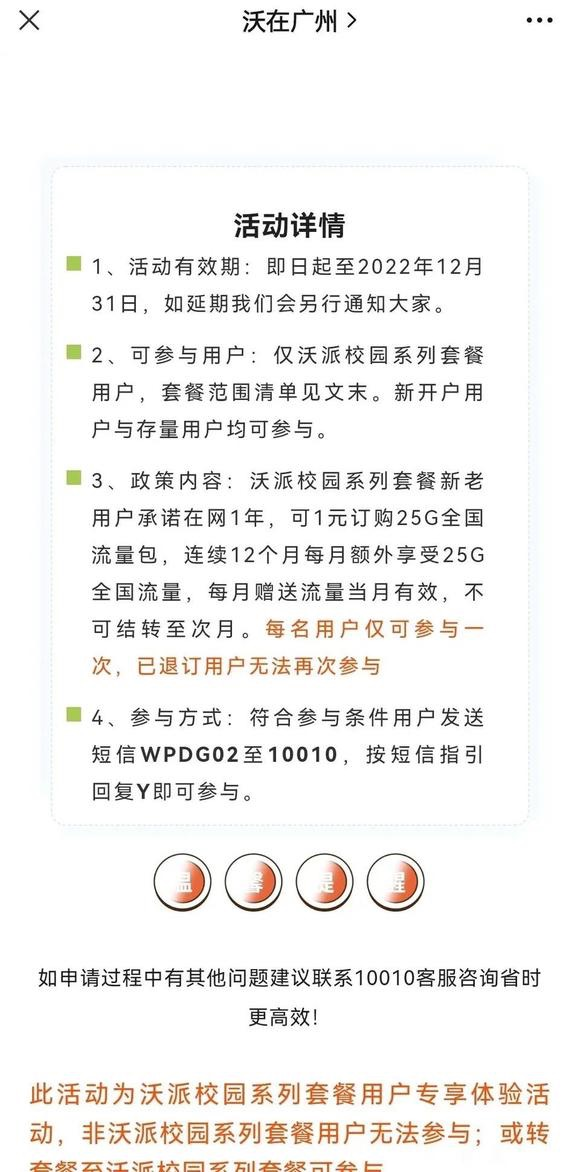 沃在广州
活动详情
1、活动有效期：即日起至2022年12月
31日，如延期我们会另行通知大家。
2、可参与用户：仅沃派校园系列套餐
用户，套餐范围清单见文末。新开户用
户与存量用户均可参与。
3、政策内容：沃派校园系列套餐新老
用户承诺在网1年，可1元订购25G全国
流量包，连续12个月每月额外享受25G
全国流量，每月赠送流量当月有效，不
可结转至次月。每名用户仅可参与一
次，已退订用户无法再次参与
4、参与方式：符合参与条件用户发送
短信WPDG02至10010，按短信指引
回复Y即可参与。
温馨提醒
如申请过程中有其他问题建议联系10010客服咨询省时
更高效！
此活动为沃派校园系列套餐用户专享体验活
动，非沃派校园系列套餐用户无法参与；或转
套餐至沃派校园系列套餐可参与